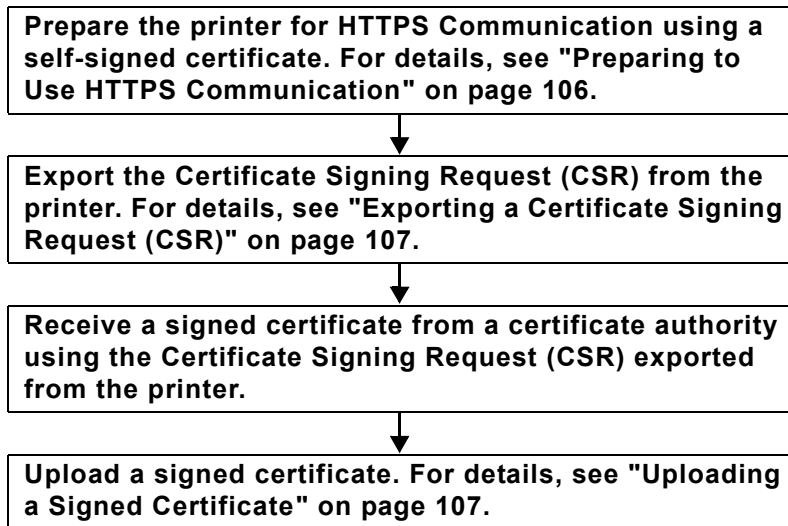 Prepare the printer for HTTPS Communication using a
self-signed certificate. For details, see "Preparing to
Use HTTPS Communication" on page 106.
Export the Certificate Signing Request (CSR) from the
printer. For details, see "Exporting a Certificate Signing
Request (CSR)" on page 107.
Receive a signed certificate from a certificate authority
using the Certificate Signing Request (CSR) exported
from the printer.
Upload a signed certificate. For details, see "Uploading
a Signed Certificate" on page 107.